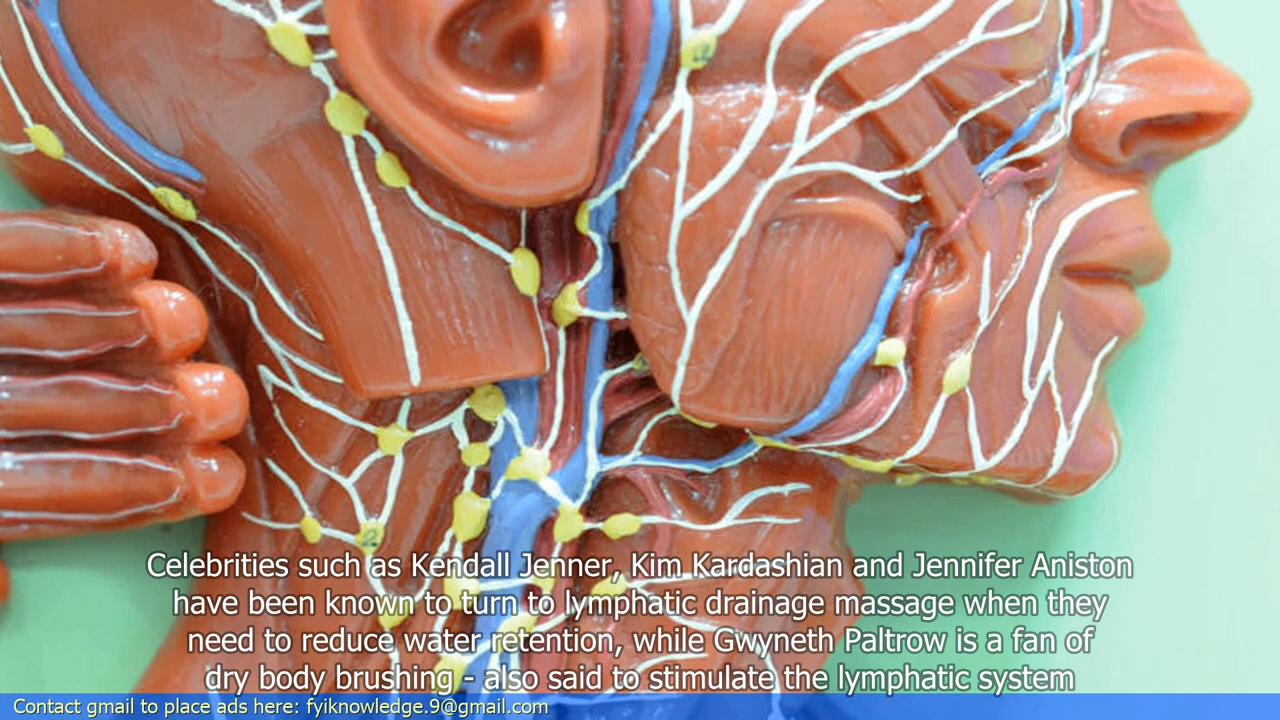 Celebrities such as Kendall Jenner, Kim Kardashian and Jennifer Aniston
have been known to turn to lymphatic drainage massage when they
need to reduce water retention, while Gwyneth Paltrow is a fan of
dry body brushing - also said to stimulate the lymphatic system
Contact gmail to place ads here: fyiknowledge.9@gmail.com